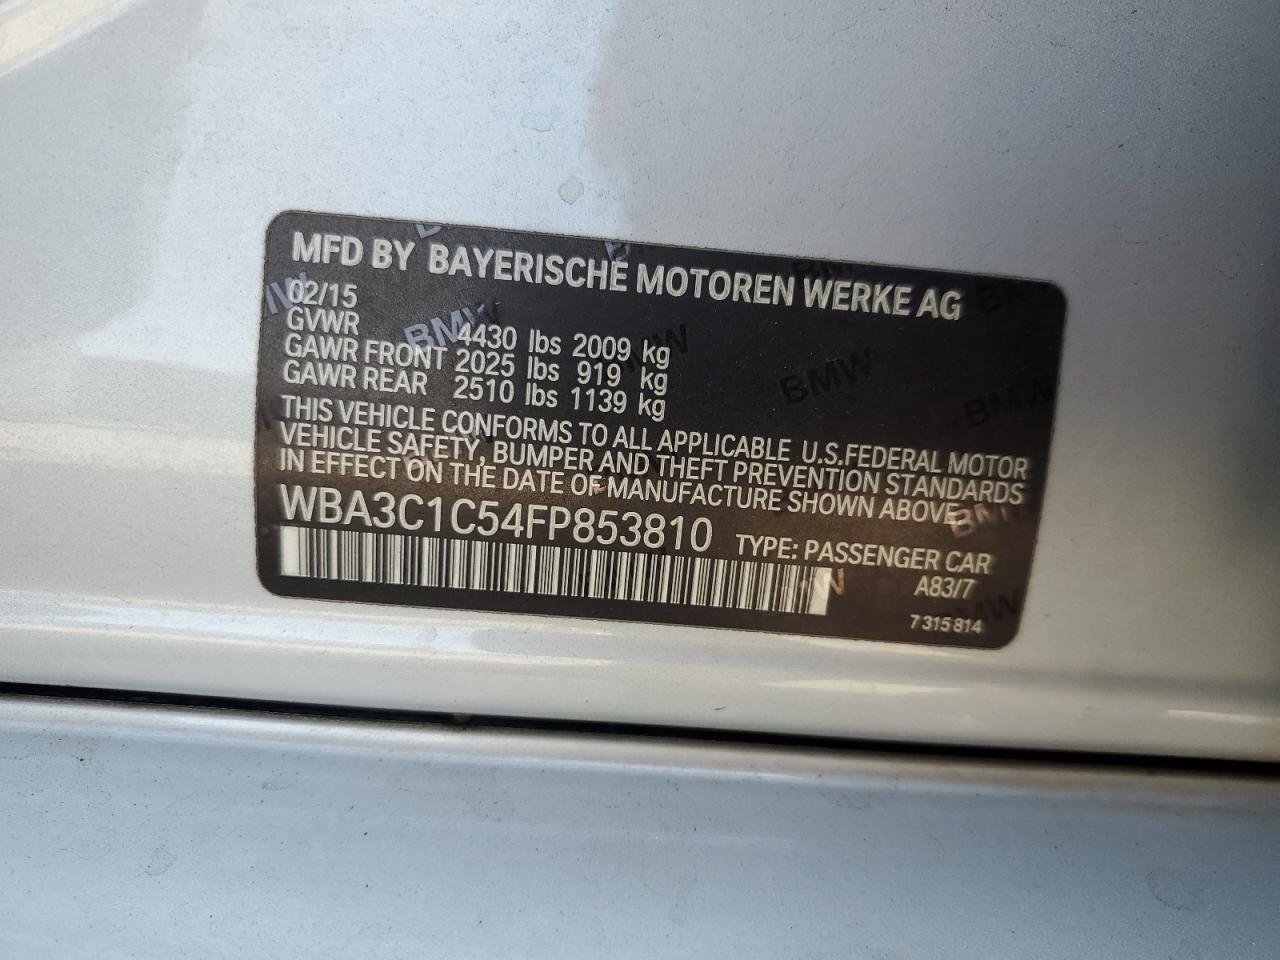 MFD BY BAYERISCHE MOTOREN WERKE AG
02/15
GVWR 4430 lbs 2009 kg
GAWR FRONT 2025 lbs 919 kg
GAWR REAR 2510 lbs 1139 kg
THIS VEHICLE CONFORMS TO ALL APPLICABLE U.S.FEDERAL MOTOR
VEHICLE SAFETY, BUMPER AND THEFT PREVENTION STANDARDS
IN EFFECT ON THE DATE OF MANUFACTURE SHOWN ABOVE.
WBA3C1C54FP853810 TYPE: PASSENGER CAR
A83/7
7 315 814